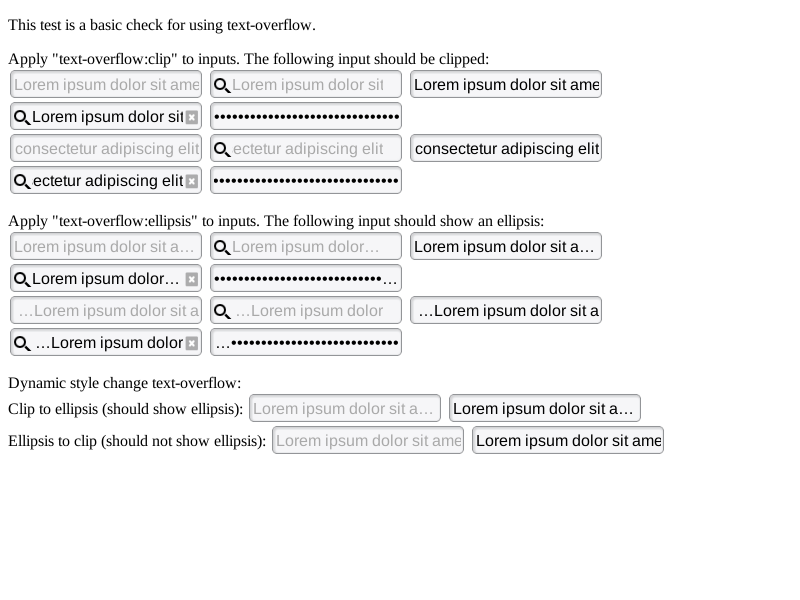 This test is a basic check for using text-overflow.
Apply "text-overflow:clip" to inputs. The following input should be clipped:
Lorem ipsum dolor sit ame Lorem ipsum dolor sit Lorem ipsum dolor sit ame
Lorem ipsum dolor sit ••••••••••••••••••••••••••••••
consectetur adipiscing elit ectetur adipiscing elit consectetur adipiscing elit
ectetur adipiscing elit ••••••••••••••••••••••••••••••
Apply "text-overflow:ellipsis" to inputs. The following input should show an ellipsis:
Lorem ipsum dolor sit a… Lorem ipsum dolor… Lorem ipsum dolor sit a…
Lorem ipsum dolor… •••••••••••••••••••••••••••…
…Lorem ipsum dolor sit a …Lorem ipsum dolor …Lorem ipsum dolor sit a
…Lorem ipsum dolor …•••••••••••••••••••••••••••
Dynamic style change text-overflow:
Clip to ellipsis (should show ellipsis): Lorem ipsum dolor sit a… Lorem ipsum dolor sit a…
Ellipsis to clip (should not show ellipsis): Lorem ipsum dolor sit ame Lorem ipsum dolor sit ame